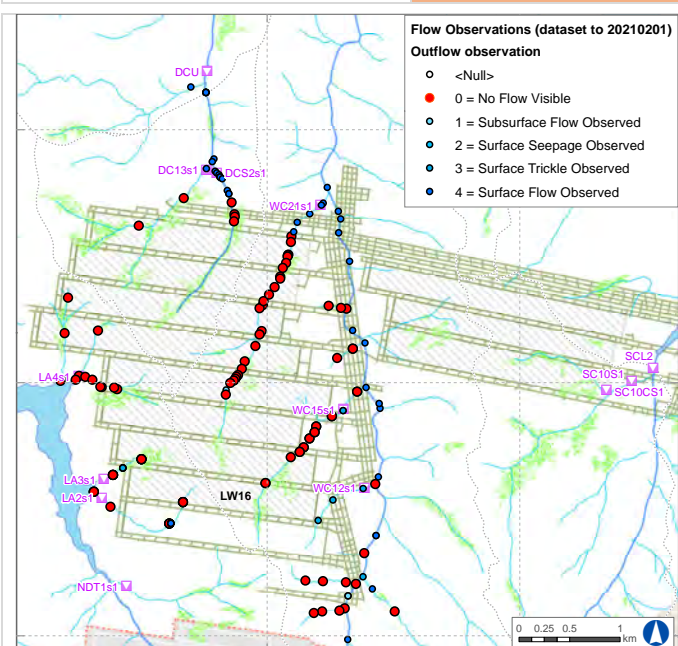 Flow Observations (dataset to 20210201)
Outflow observation
<Null>
0 = No Flow Visible
1 = Subsurface Flow Observed
2 = Surface Seepage Observed
3 = Surface Trickle Observed
4 = Surface Flow Observed
DCU
DC13s1
DCS2s1
WC21s1
SCL2
SC10S1
SC10CS1
LA4s1
WC15s1
LA3s1
LA2s1
LW16
WC12s1
NDT1s1
0 0.25 0.5 1
km